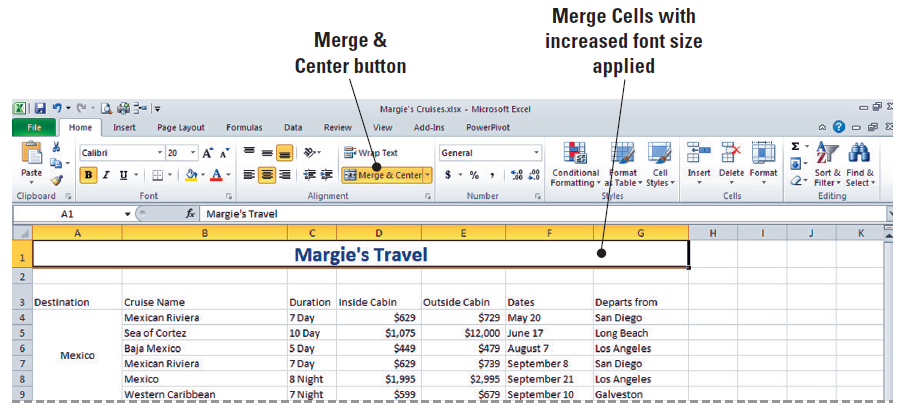 Merge Cells with
increased font size
applied
Merge &
Center button
Margie's Cruises.xlsx - Microsoft Excel
File Home Insert Page Layout Formulas Data Review View Add-Ins PowerPivot
Paste
Calibri 20 A A
Wrap Text
General
B I U A
Merge & Center
$ % ,
Conditional Formatting
Format as Table
Cell Styles
Insert Delete Format
Σ
Sort & Filter
Find & Select
Clipboard Font Alignment Number Styles Cells Editing
A1 fx Margie's Travel
A B C D E F G H I J K
1 Margie's Travel
2
3 Destination Cruise Name Duration Inside Cabin Outside Cabin Dates Departs from
4 Mexican Riviera 7 Day $629 $729 May 20 San Diego
5 Sea of Cortez 10 Day $1,075 $12,000 June 17 Long Beach
6 Baja Mexico 5 Day $449 $479 August 7 Los Angeles
Mexico
7 Mexican Riviera 7 Day $629 $739 September 8 San Diego
8 Mexico 8 Night $1,995 $2,995 September 21 Los Angeles
9 Western Caribbean 7 Night $599 $679 September 10 Galveston